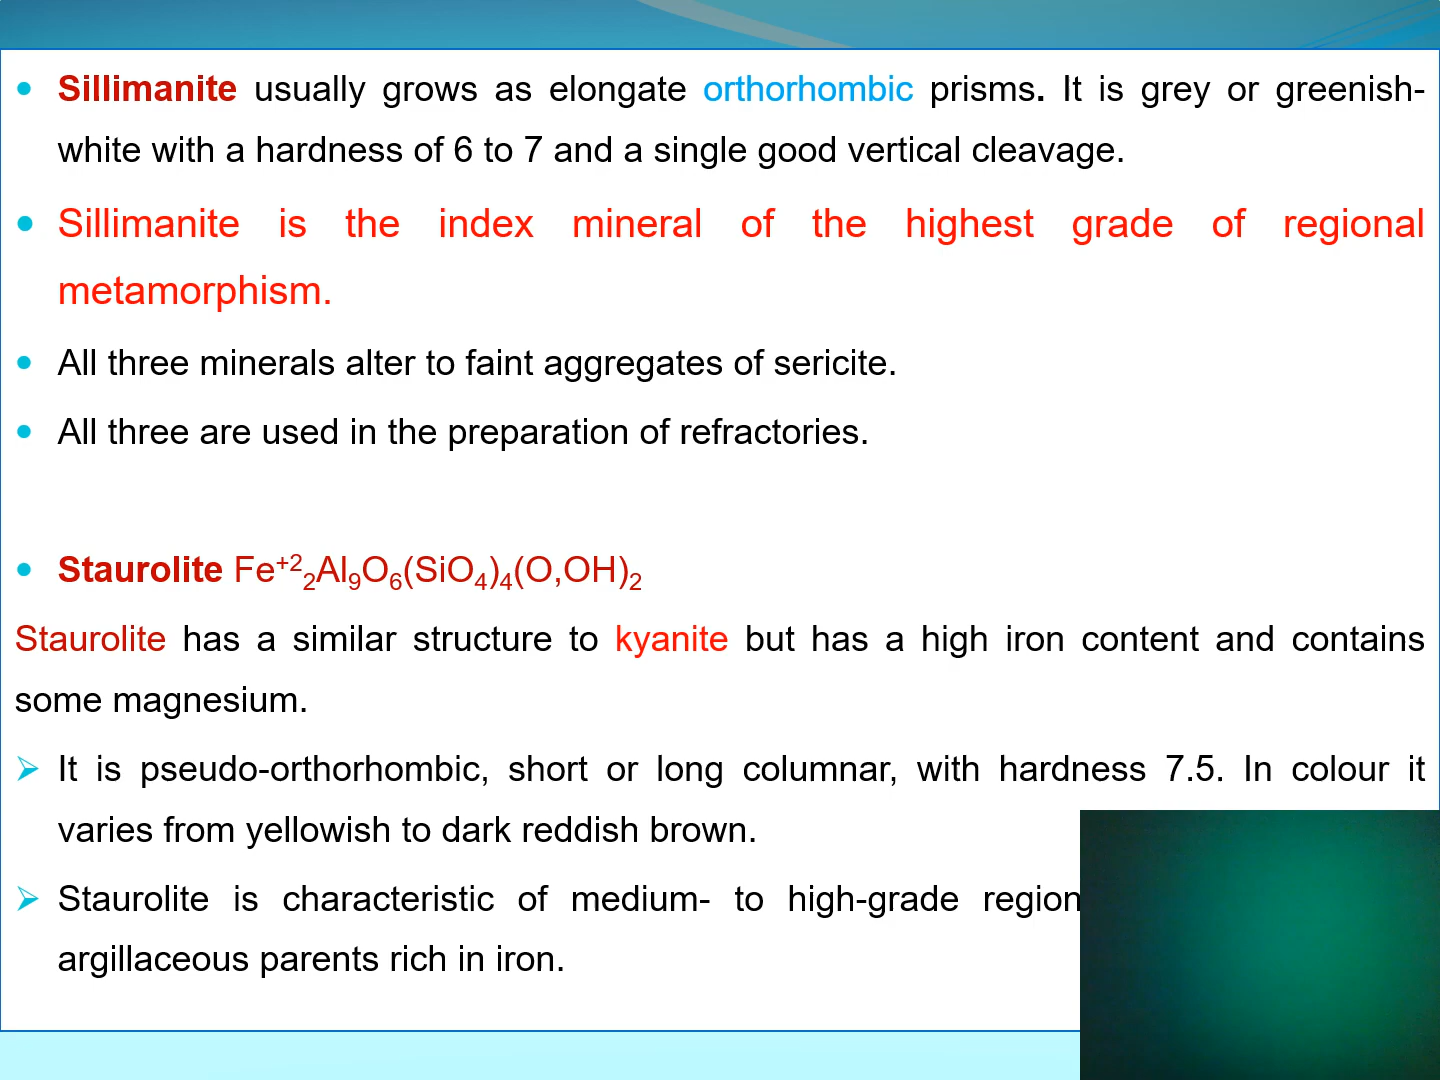 • Sillimanite usually grows as elongate orthorhombic prisms. It is grey or greenish-
white with a hardness of 6 to 7 and a single good vertical cleavage.
• Sillimanite is the index mineral of the highest grade of regional
metamorphism.
• All three minerals alter to faint aggregates of sericite.
• All three are used in the preparation of refractories.
• Staurolite Fe⁺²₂Al₉O₆(SiO₄)₄(O,OH)₂
Staurolite has a similar structure to kyanite but has a high iron content and contains
some magnesium.
➢ It is pseudo-orthorhombic, short or long columnar, with hardness 7.5. In colour it
varies from yellowish to dark reddish brown.
➢ Staurolite is characteristic of medium- to high-grade region
argillaceous parents rich in iron.